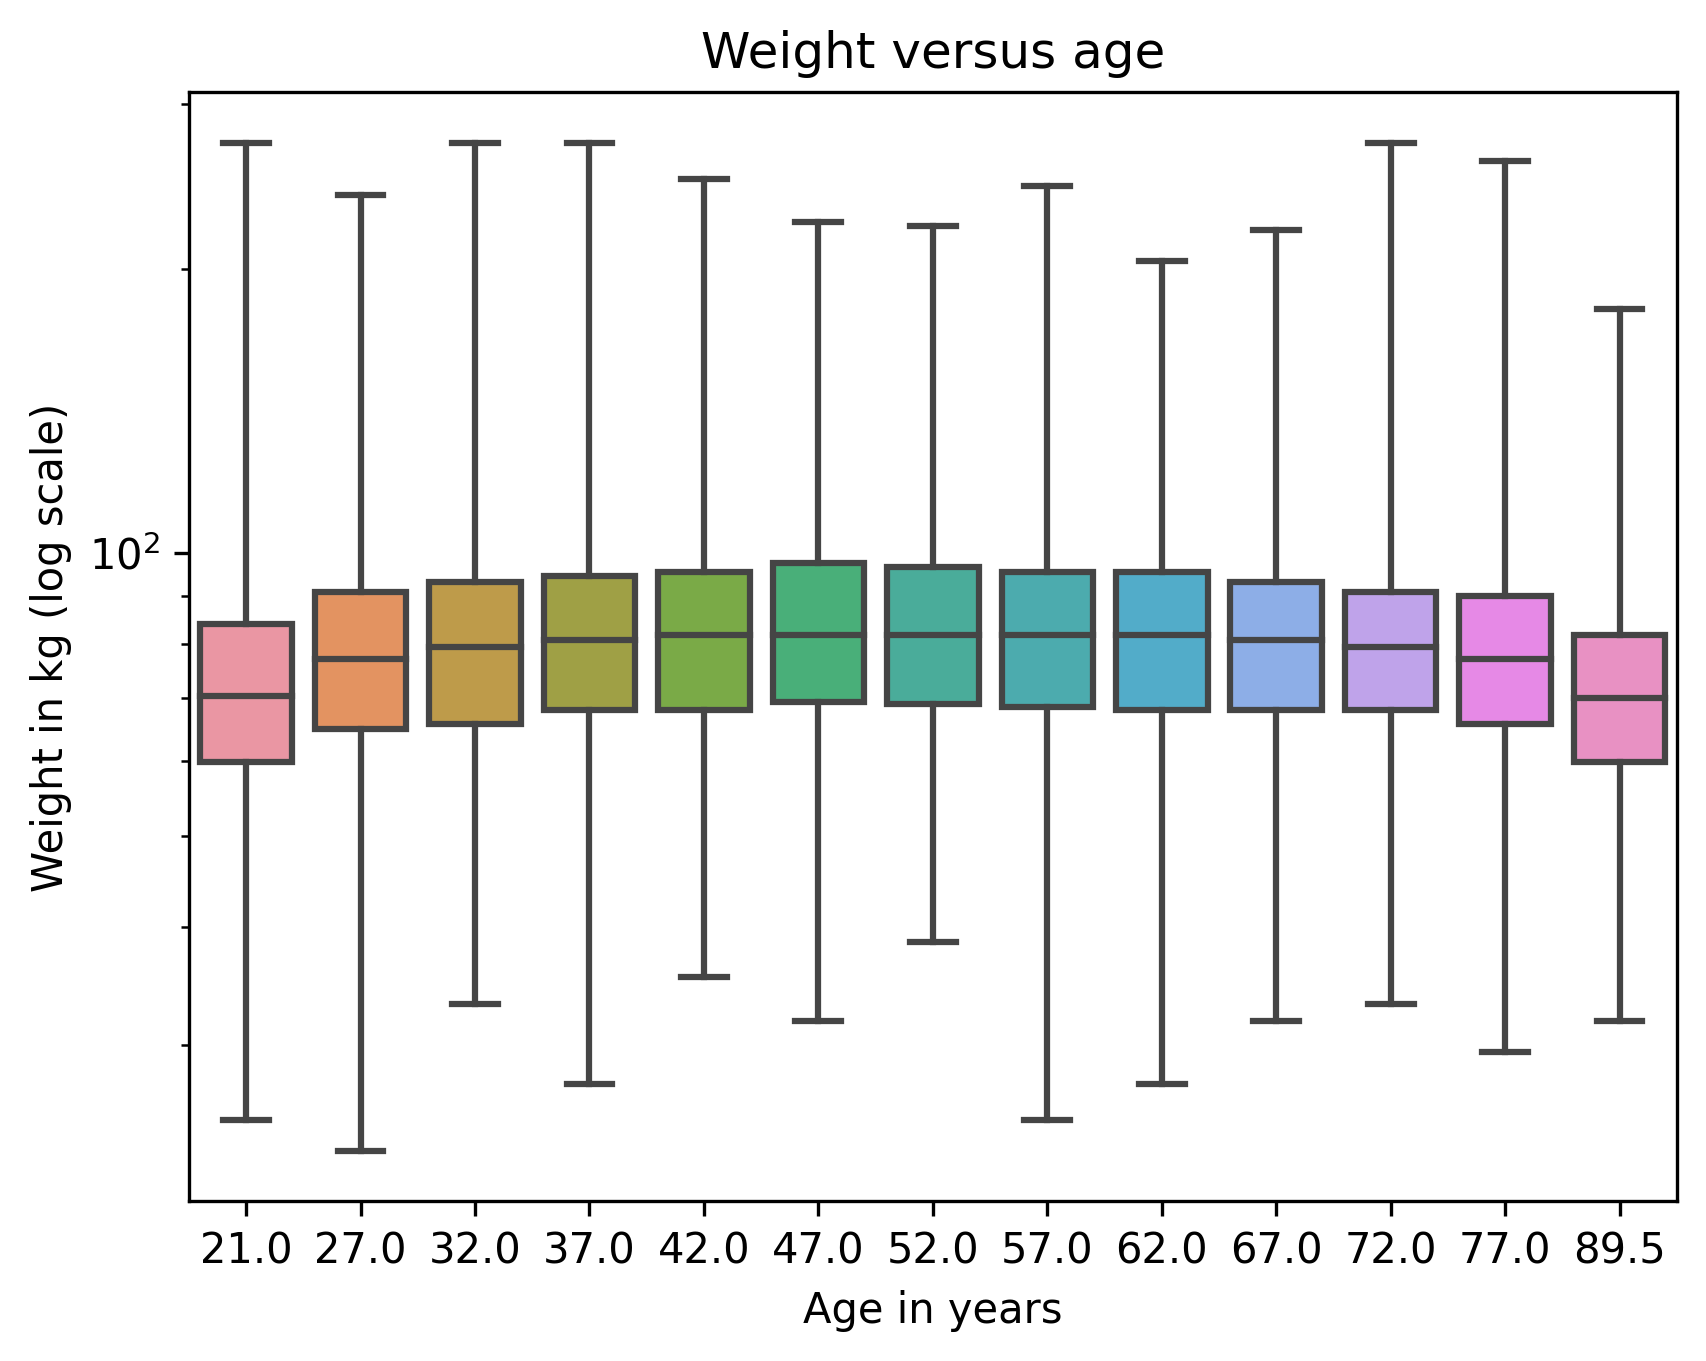 Weight versus age
Weight in kg (log scale)
10²
21.0 27.0 32.0 37.0 42.0 47.0 52.0 57.0 62.0 67.0 72.0 77.0 89.5
Age in years